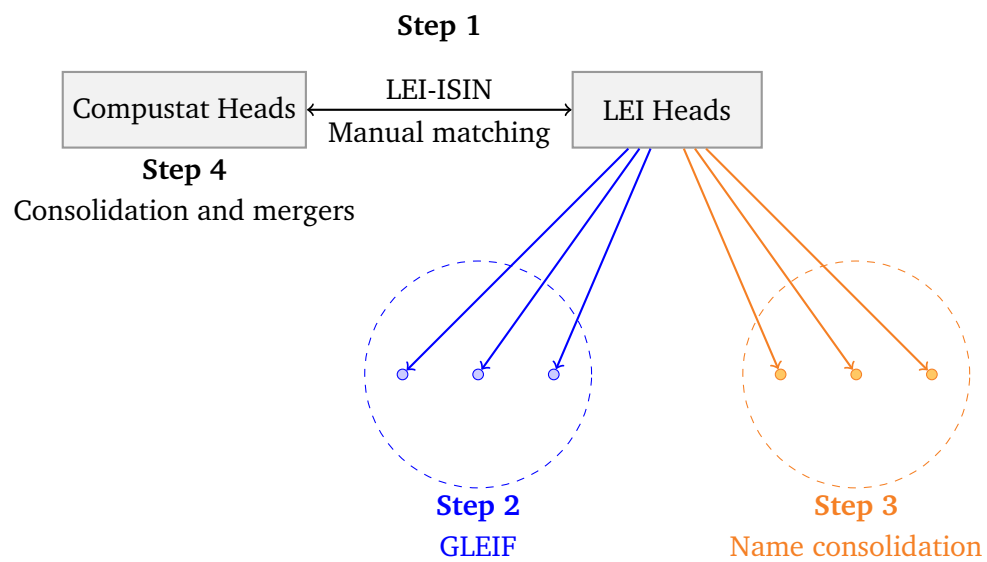 Step 1
Compustat Heads
LEI-ISIN
Manual matching
LEI Heads
Step 4
Consolidation and mergers
Step 2
GLEIF
Step 3
Name consolidation